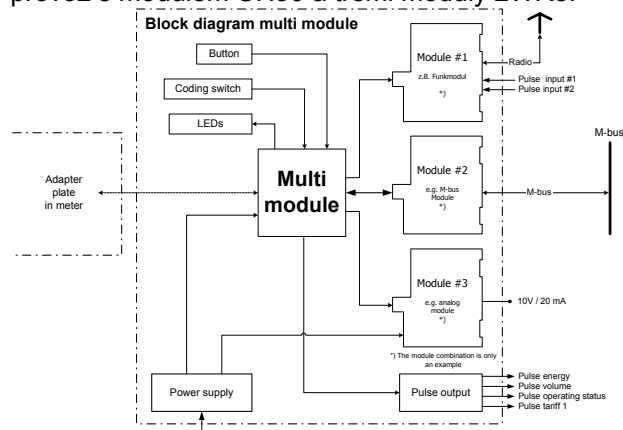 Block diagram multi module
Button
Coding switch
LEDs
Adapter
plate
in meter
Multi
module
Module #1
z.B. Funkmodul
*)
Radio
Pulse input #1
Pulse input #2
M-bus
Module #2
e.g. M-bus
Module
*)
M-bus
Module #3
e.g. analog
module
*)
10V / 20 mA
*) The module combination is only
an example
Power supply
Pulse output
Pulse energy
Pulse volume
Pulse operating status
Pulse tariff 1